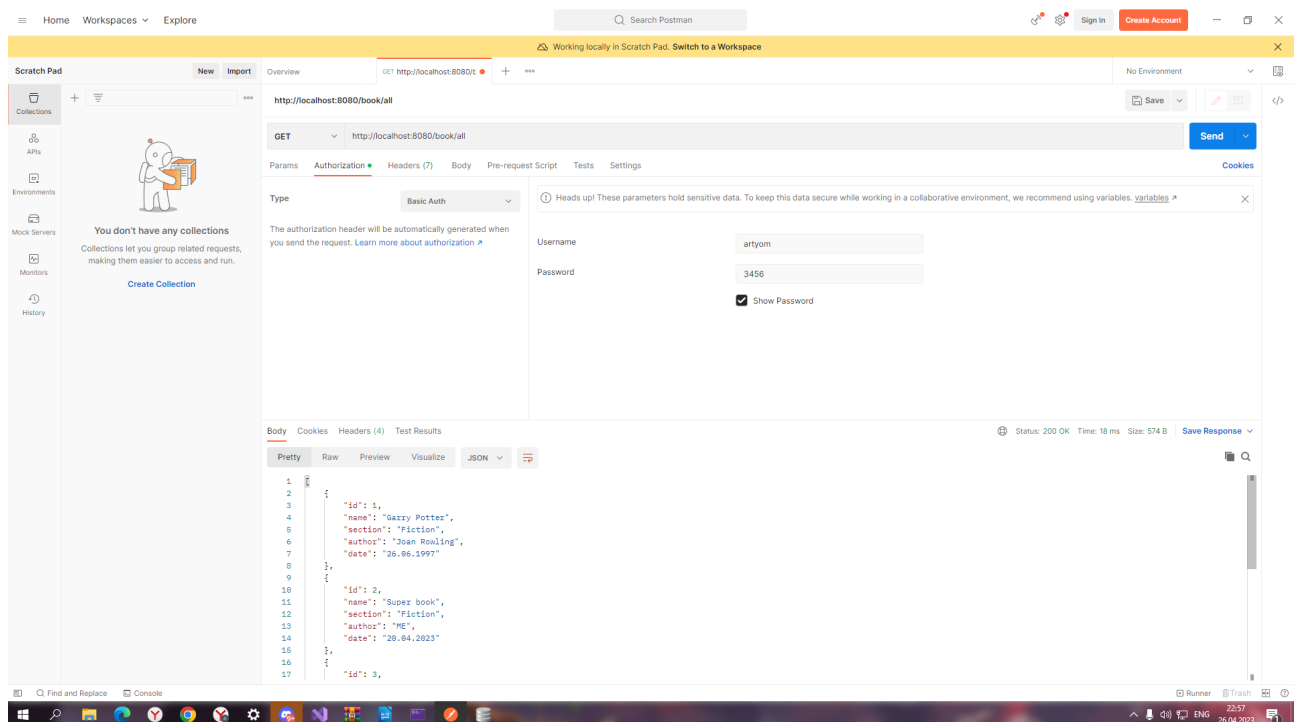 Home Workspaces Explore Search Postman Sign In Create Account
Working locally in Scratch Pad. Switch to a Workspace
Scratch Pad New Import Overview GET http://localhost:8080/t No Environment
Collections
APIs
Environments
Mock Servers
Monitors
History
You don't have any collections
Collections let you group related requests,
making them easier to access and run.
Create Collection
http://localhost:8080/book/all Save
GET http://localhost:8080/book/all Send
Params Authorization Headers (7) Body Pre-request Script Tests Settings Cookies
Type Basic Auth
The authorization header will be automatically generated when
you send the request. Learn more about authorization
Heads up! These parameters hold sensitive data. To keep this data secure while working in a collaborative environment, we recommend using variables. variables
Username artyom
Password 3456
Show Password
Body Cookies Headers (4) Test Results Status: 200 OK Time: 18 ms Size: 574 B Save Response
Pretty Raw Preview Visualize JSON
1 [
2 {
3 "id": 1,
4 "name": "Garry Potter",
5 "section": "Fiction",
6 "author": "Joan Rowling",
7 "date": "26.06.1997"
8 },
9 {
10 "id": 2,
11 "name": "Super book",
12 "section": "Fiction",
13 "author": "ME",
14 "date": "20.04.2023"
15 },
16 {
17 "id": 3,
Find and Replace Console Runner Trash
ENG 22:57
26.04.2023